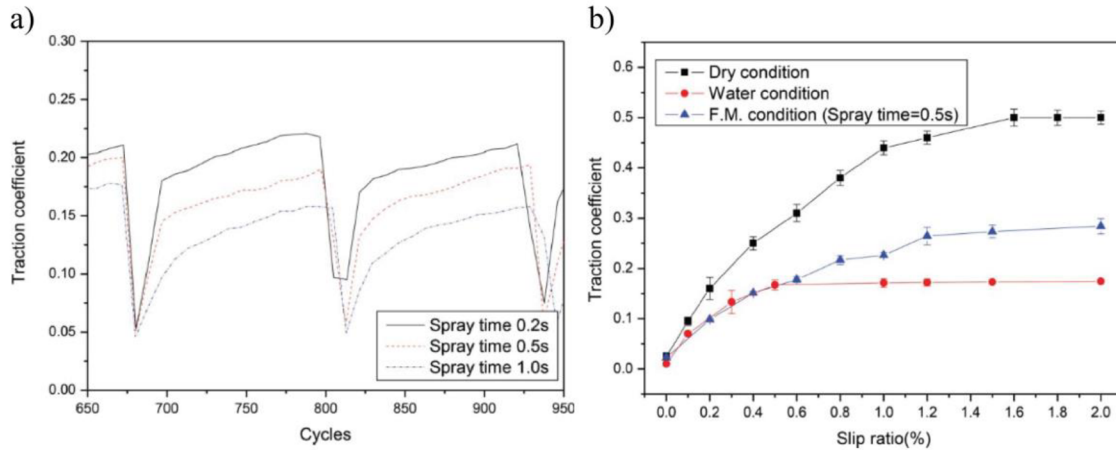 a)
0.30
0.25
0.20
0.15
0.10
0.05
0.00
Traction coefficient
Spray time 0.2s
Spray time 0.5s
Spray time 1.0s
650 700 750 800 850 900 950
Cycles
b)
0.6
0.5
0.4
0.3
0.2
0.1
0.0
Traction coefficient
Dry condition
Water condition
F.M. condition (Spray time=0.5s)
0.0 0.2 0.4 0.6 0.8 1.0 1.2 1.4 1.6 1.8 2.0
Slip ratio(%)